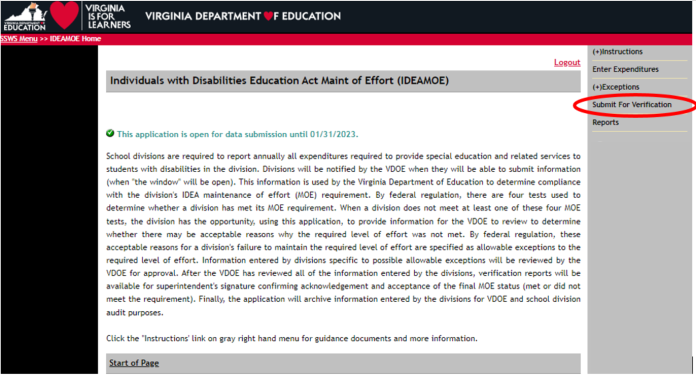 VIRGINIA
IS FOR
LEARNERS
VIRGINIA DEPARTMENT OF EDUCATION
VIRGINIA DEPARTMENT OF
EDUCATION
SSWS Menu >> IDEAMOE Home
Logout
Individuals with Disabilities Education Act Maint of Effort (IDEAMOE)
This application is open for data submission until 01/31/2023.
School divisions are required to report annually all expenditures required to provide special education and related services to
students with disabilities in the division. Divisions will be notified by the VDOE when they will be able to submit information
(when "the window" will be open). This information is used by the Virginia Department of Education to determine compliance
with the division's IDEA maintenance of effort (MOE) requirement. By federal regulation, there are four tests used to
determine whether a division has met its MOE requirement. When a division does not meet at least one of these four MOE
tests, the division has the opportunity, using this application, to provide information for the VDOE to review to determine
whether there may be acceptable reasons why the required level of effort was not met. By federal regulation, these
acceptable reasons for a division's failure to maintain the required level of effort are specified as allowable exceptions to the
required level of effort. Information entered by divisions specific to possible allowable exceptions will be reviewed by the
VDOE for approval. After the VDOE has reviewed all of the information entered by the divisions, verification reports will be
available for superintendent's signature confirming acknowledgement and acceptance of the final MOE status (met or did not
meet the requirement). Finally, the application will archive information entered by the divisions for VDOE and school division
audit purposes.
Click the "Instructions' link on gray right hand menu for guidance documents and more information.
Start of Page
(+)Instructions
Enter Expenditures
(+)Exceptions
Submit For Verification
Reports